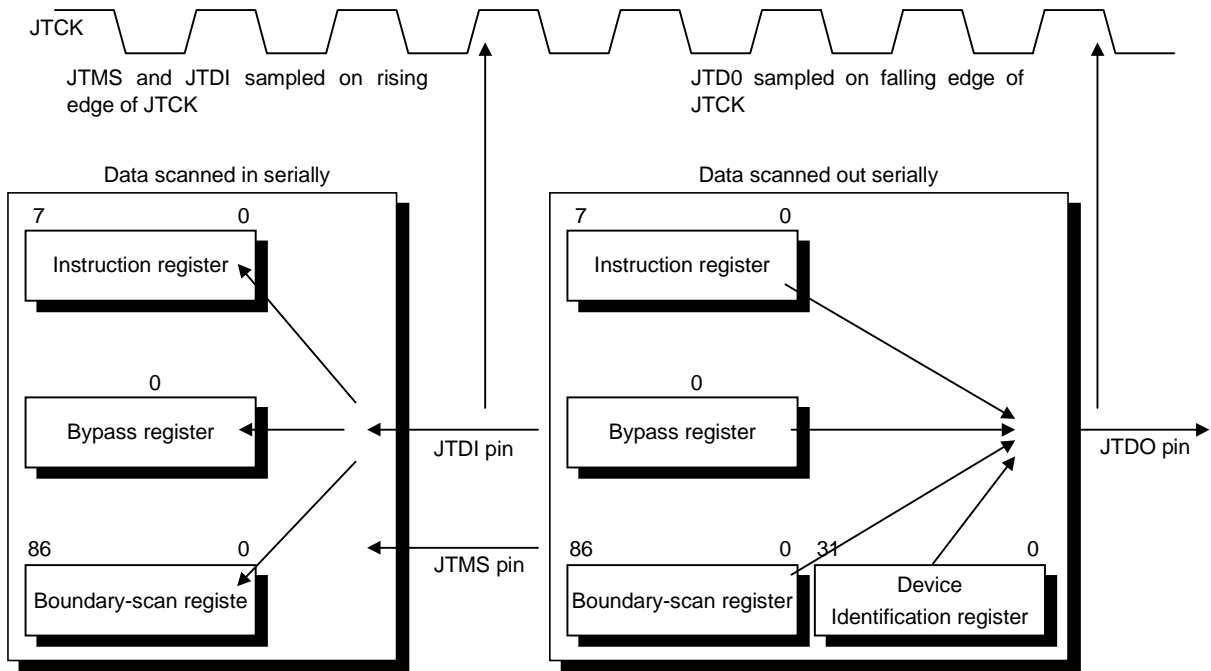 JTCK
JTMS and JTDI sampled on rising
edge of JTCK
JTD0 sampled on falling edge of
JTCK
Data scanned in serially
7 0
Instruction register
0
Bypass register
86 0
Boundary-scan registe
JTDI pin
JTMS pin
Data scanned out serially
7 0
Instruction register
0
Bypass register
86 0
Boundary-scan register
31 0
Device
Identification register
JTDO pin